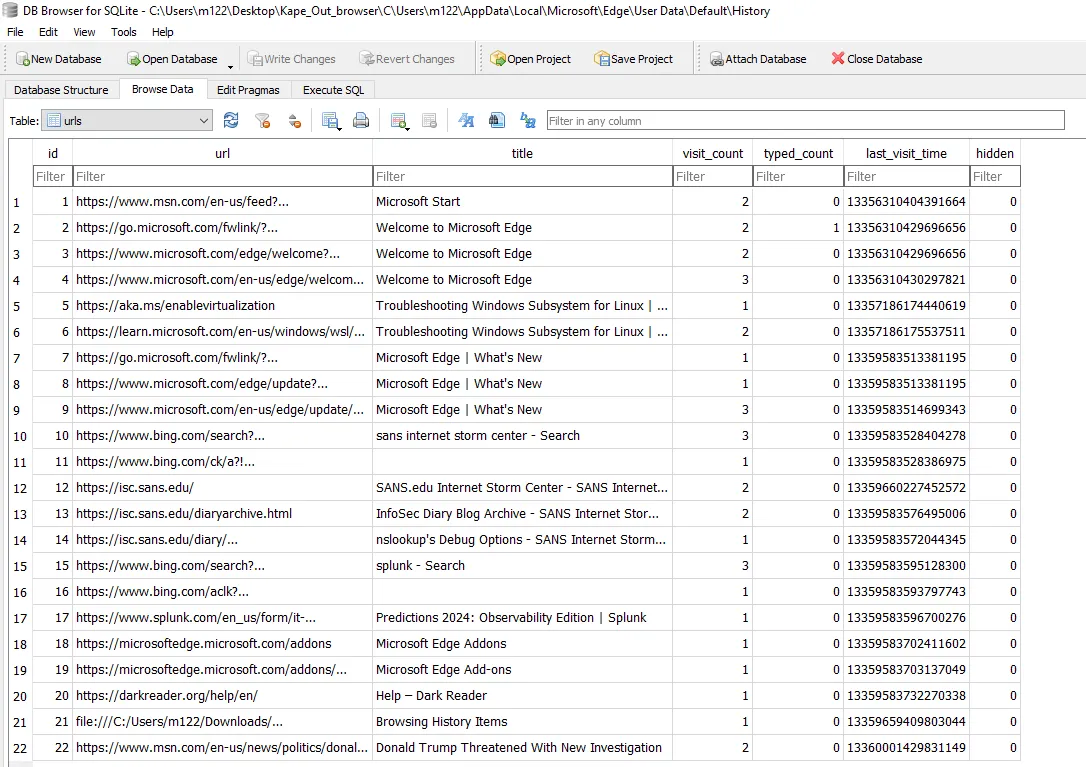 DB Browser for SQLite - C:\Users\m122\Desktop\Kape_Out_browser\C\Users\m122\AppData\Local\Microsoft\Edge\User Data\Default\History
File Edit View Tools Help
New Database Open Database Write Changes Revert Changes Open Project Save Project Attach Database Close Database
Database Structure Browse Data Edit Pragmas Execute SQL
Table: urls Filter in any column
id url title visit_count typed_count last_visit_time hidden
Filter Filter Filter Filter Filter Filter Filter
1 1 https://www.msn.com/en-us/feed?... Microsoft Start 2 0 13356310404391664 0
2 2 https://go.microsoft.com/fwlink/?... Welcome to Microsoft Edge 2 1 13356310429696656 0
3 3 https://www.microsoft.com/edge/welcome?... Welcome to Microsoft Edge 2 0 13356310429696656 0
4 4 https://www.microsoft.com/en-us/edge/welcom... Welcome to Microsoft Edge 3 0 13356310430297821 0
5 5 https://aka.ms/enablevirtualization Troubleshooting Windows Subsystem for Linux | ... 1 0 13357186174440619 0
6 6 https://learn.microsoft.com/en-us/windows/wsl/... Troubleshooting Windows Subsystem for Linux | ... 2 0 13357186175537511 0
7 7 https://go.microsoft.com/fwlink/?... Microsoft Edge | What's New 1 0 13359583513381195 0
8 8 https://www.microsoft.com/edge/update?... Microsoft Edge | What's New 1 0 13359583513381195 0
9 9 https://www.microsoft.com/en-us/edge/update/... Microsoft Edge | What's New 3 0 13359583514699343 0
10 10 https://www.bing.com/search?... sans internet storm center - Search 3 0 13359583528404278 0
11 11 https://www.bing.com/ck/a?!... 1 0 13359583528386975 0
12 12 https://isc.sans.edu/ SANS.edu Internet Storm Center - SANS Internet... 2 0 13359660227452572 0
13 13 https://isc.sans.edu/diaryarchive.html InfoSec Diary Blog Archive - SANS Internet Stor... 2 0 13359583576495006 0
14 14 https://isc.sans.edu/diary/... nslookup's Debug Options - SANS Internet Storm... 1 0 13359583572044345 0
15 15 https://www.bing.com/search?... splunk - Search 3 0 13359583595128300 0
16 16 https://www.bing.com/aclk?... 1 0 13359583593797743 0
17 17 https://www.splunk.com/en_us/form/it-... Predictions 2024: Observability Edition | Splunk 1 0 13359583596700276 0
18 18 https://microsoftedge.microsoft.com/addons Microsoft Edge Addons 1 0 13359583702411602 0
19 19 https://microsoftedge.microsoft.com/addons/... Microsoft Edge Add-ons 1 0 13359583703137049 0
20 20 https://darkreader.org/help/en/ Help – Dark Reader 1 0 13359583732270338 0
21 21 file:///C:/Users/m122/Downloads/... Browsing History Items 1 0 13359659409803044 0
22 22 https://www.msn.com/en-us/news/politics/donal... Donald Trump Threatened With New Investigation 2 0 13360001429831149 0